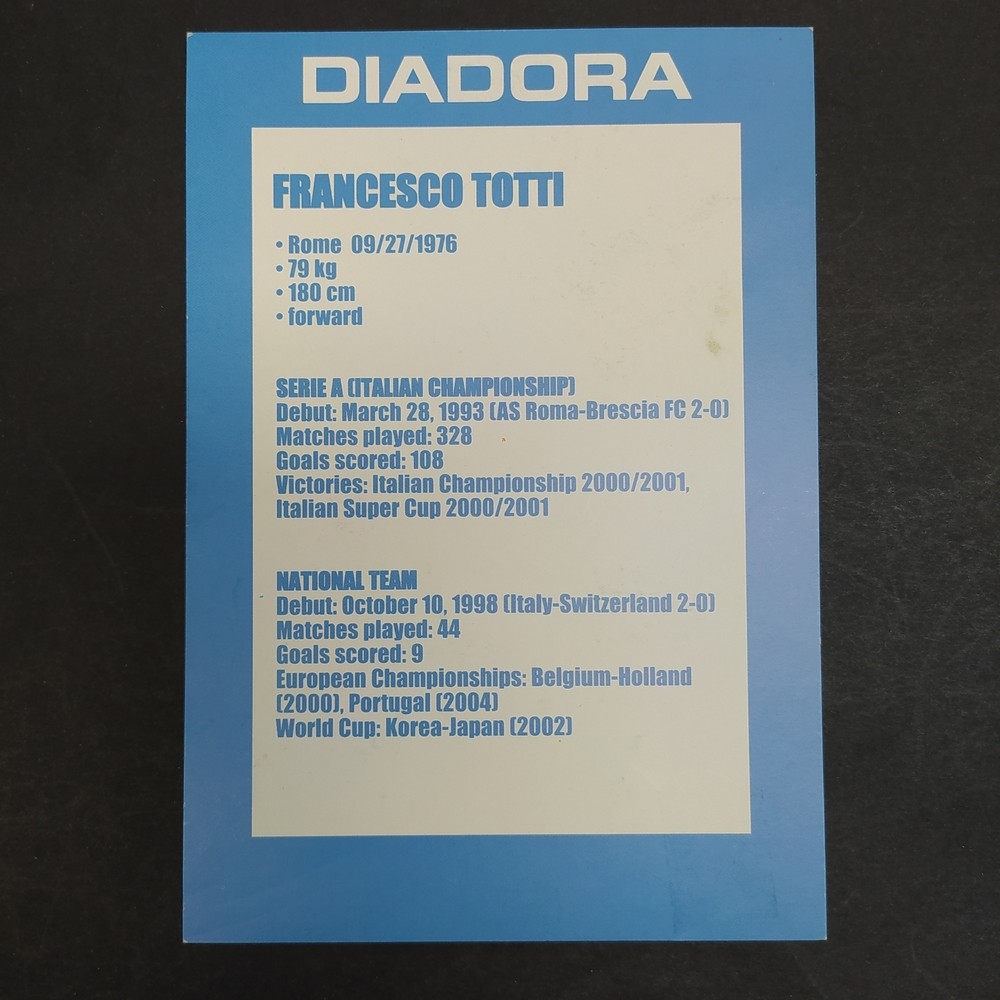 DIADORA
FRANCESCO TOTTI
• Rome 09/27/1976
• 79 kg
• 180 cm
• forward
SERIE A (ITALIAN CHAMPIONSHIP)
Debut: March 28, 1993 (AS Roma-Brescia FC 2-0)
Matches played: 328
Goals scored: 108
Victories: Italian Championship 2000/2001,
Italian Super Cup 2000/2001
NATIONAL TEAM
Debut: October 10, 1998 (Italy-Switzerland 2-0)
Matches played: 44
Goals scored: 9
European Championships: Belgium-Holland
(2000), Portugal (2004)
World Cup: Korea-Japan (2002)